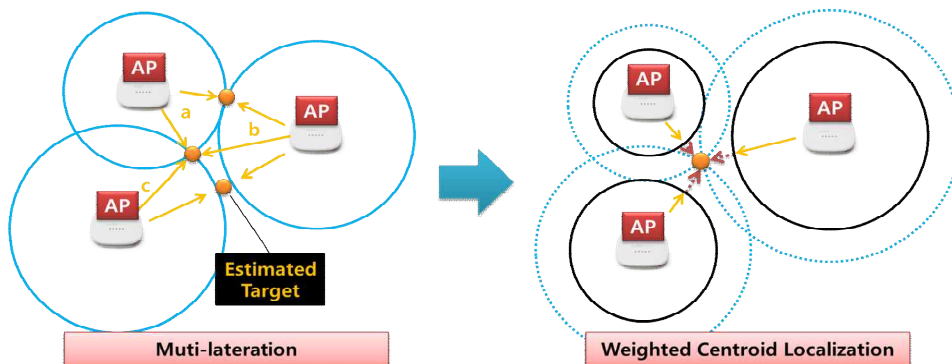 AP
a
AP
b
c
AP
Estimated
Target
Muti-lateration
AP
AP
AP
Weighted Centroid Localization